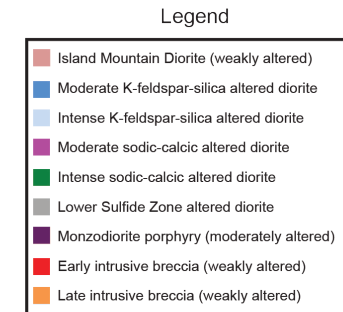 Legend
Island Mountain Diorite (weakly altered)
Moderate K-feldspar-silica altered diorite
Intense K-feldspar-silica altered diorite
Moderate sodic-calcic altered diorite
Intense sodic-calcic altered diorite
Lower Sulfide Zone altered diorite
Monzodiorite porphyry (moderately altered)
Early intrusive breccia (weakly altered)
Late intrusive breccia (weakly altered)